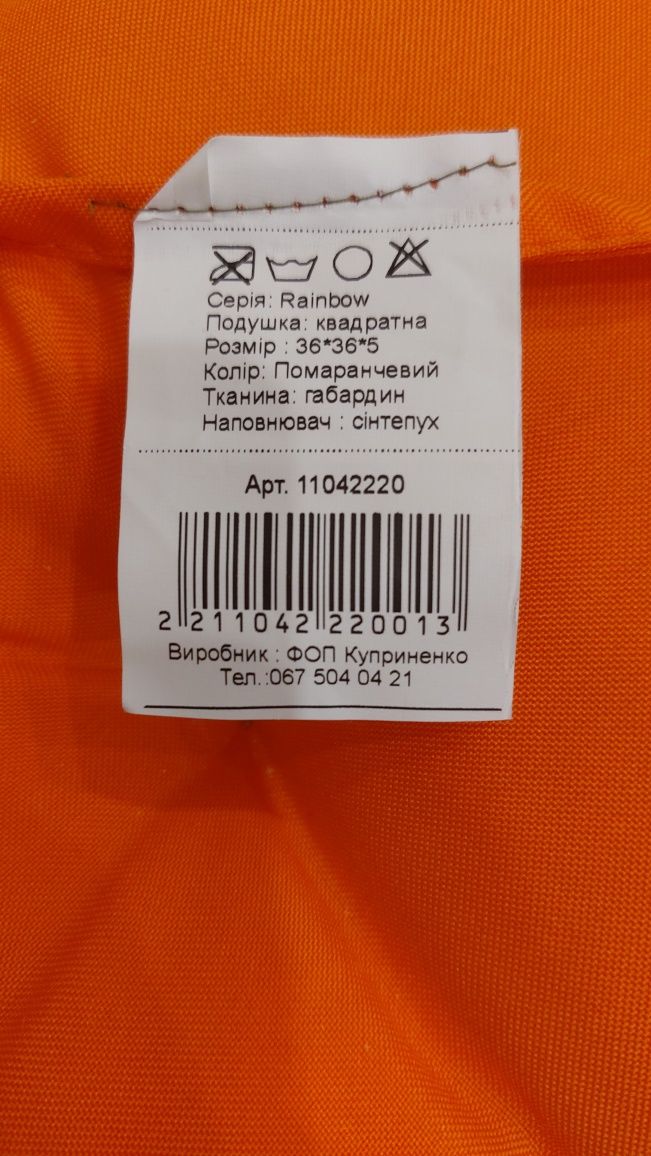 Серія: Rainbow
Подушка: квадратна
Розмір : 36*36*5
Колір: Помаранчевий
Тканина: габардин
Наповнювач : сінтепух
Арт. 11042220
2 211042 220013
Виробник : ФОП Куприненко
Тел.:067 504 04 21